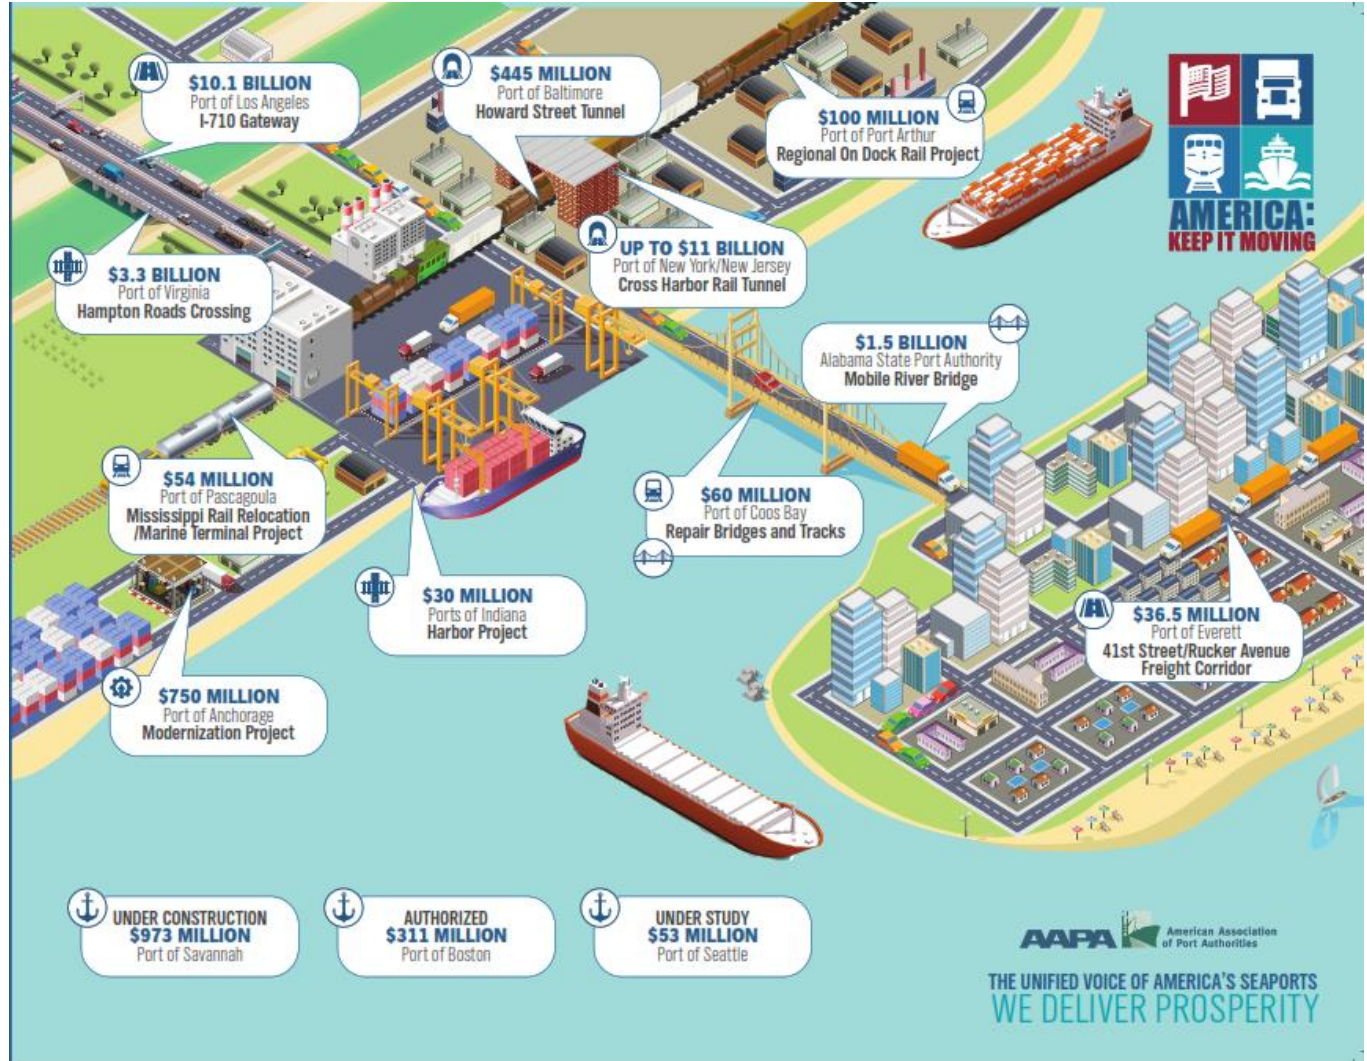 $10.1 BILLION
Port of Los Angeles
I-710 Gateway
$445 MILLION
Port of Baltimore
Howard Street Tunnel
$100 MILLION
Port of Port Arthur
Regional On Dock Rail Project
AMERICA:
KEEP IT MOVING
$3.3 BILLION
Port of Virginia
Hampton Roads Crossing
UP TO $11 BILLION
Port of New York/New Jersey
Cross Harbor Rail Tunnel
$1.5 BILLION
Alabama State Port Authority
Mobile River Bridge
$54 MILLION
Port of Pascagoula
Mississippi Rail Relocation
/Marine Terminal Project
$60 MILLION
Port of Coos Bay
Repair Bridges and Tracks
$30 MILLION
Ports of Indiana
Harbor Project
$36.5 MILLION
Port of Everett
41st Street/Rucker Avenue
Freight Corridor
$750 MILLION
Port of Anchorage
Modernization Project
UNDER CONSTRUCTION
$973 MILLION
Port of Savannah
AUTHORIZED
$311 MILLION
Port of Boston
UNDER STUDY
$53 MILLION
Port of Seattle
AAPA
American Association
of Port Authorities
THE UNIFIED VOICE OF AMERICA'S SEAPORTS
WE DELIVER PROSPERITY